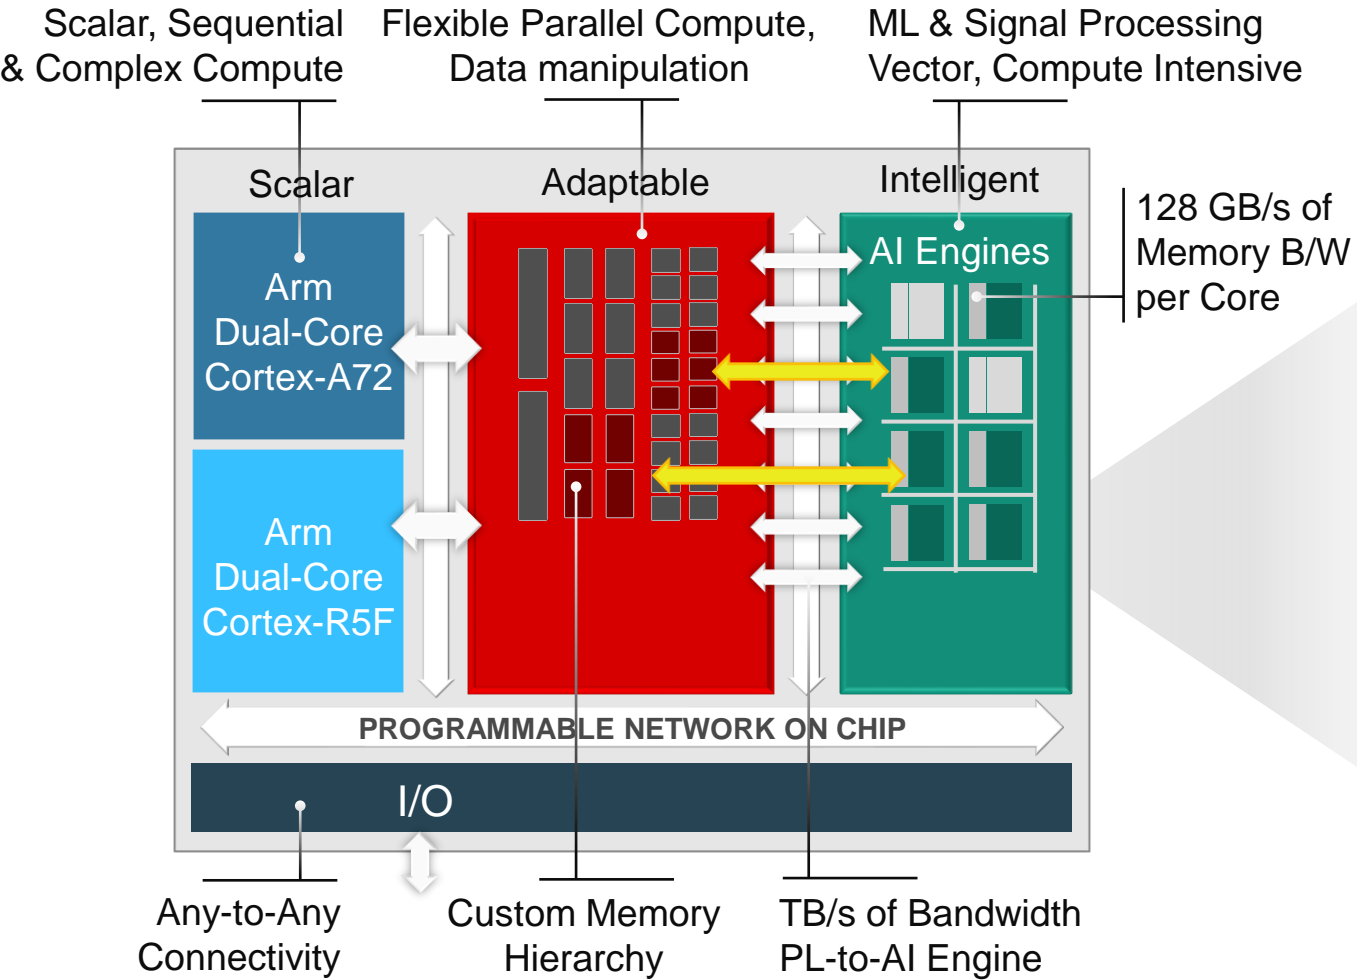 Scalar, Sequential
& Complex Compute
Flexible Parallel Compute,
Data manipulation
ML & Signal Processing
Vector, Compute Intensive
Scalar
Adaptable
Intelligent
Arm
Dual-Core
Cortex-A72
AI Engines
128 GB/s of
Memory B/W
per Core
Arm
Dual-Core
Cortex-R5F
PROGRAMMABLE NETWORK ON CHIP
I/O
Any-to-Any
Connectivity
Custom Memory
Hierarchy
TB/s of Bandwidth
PL-to-AI Engine